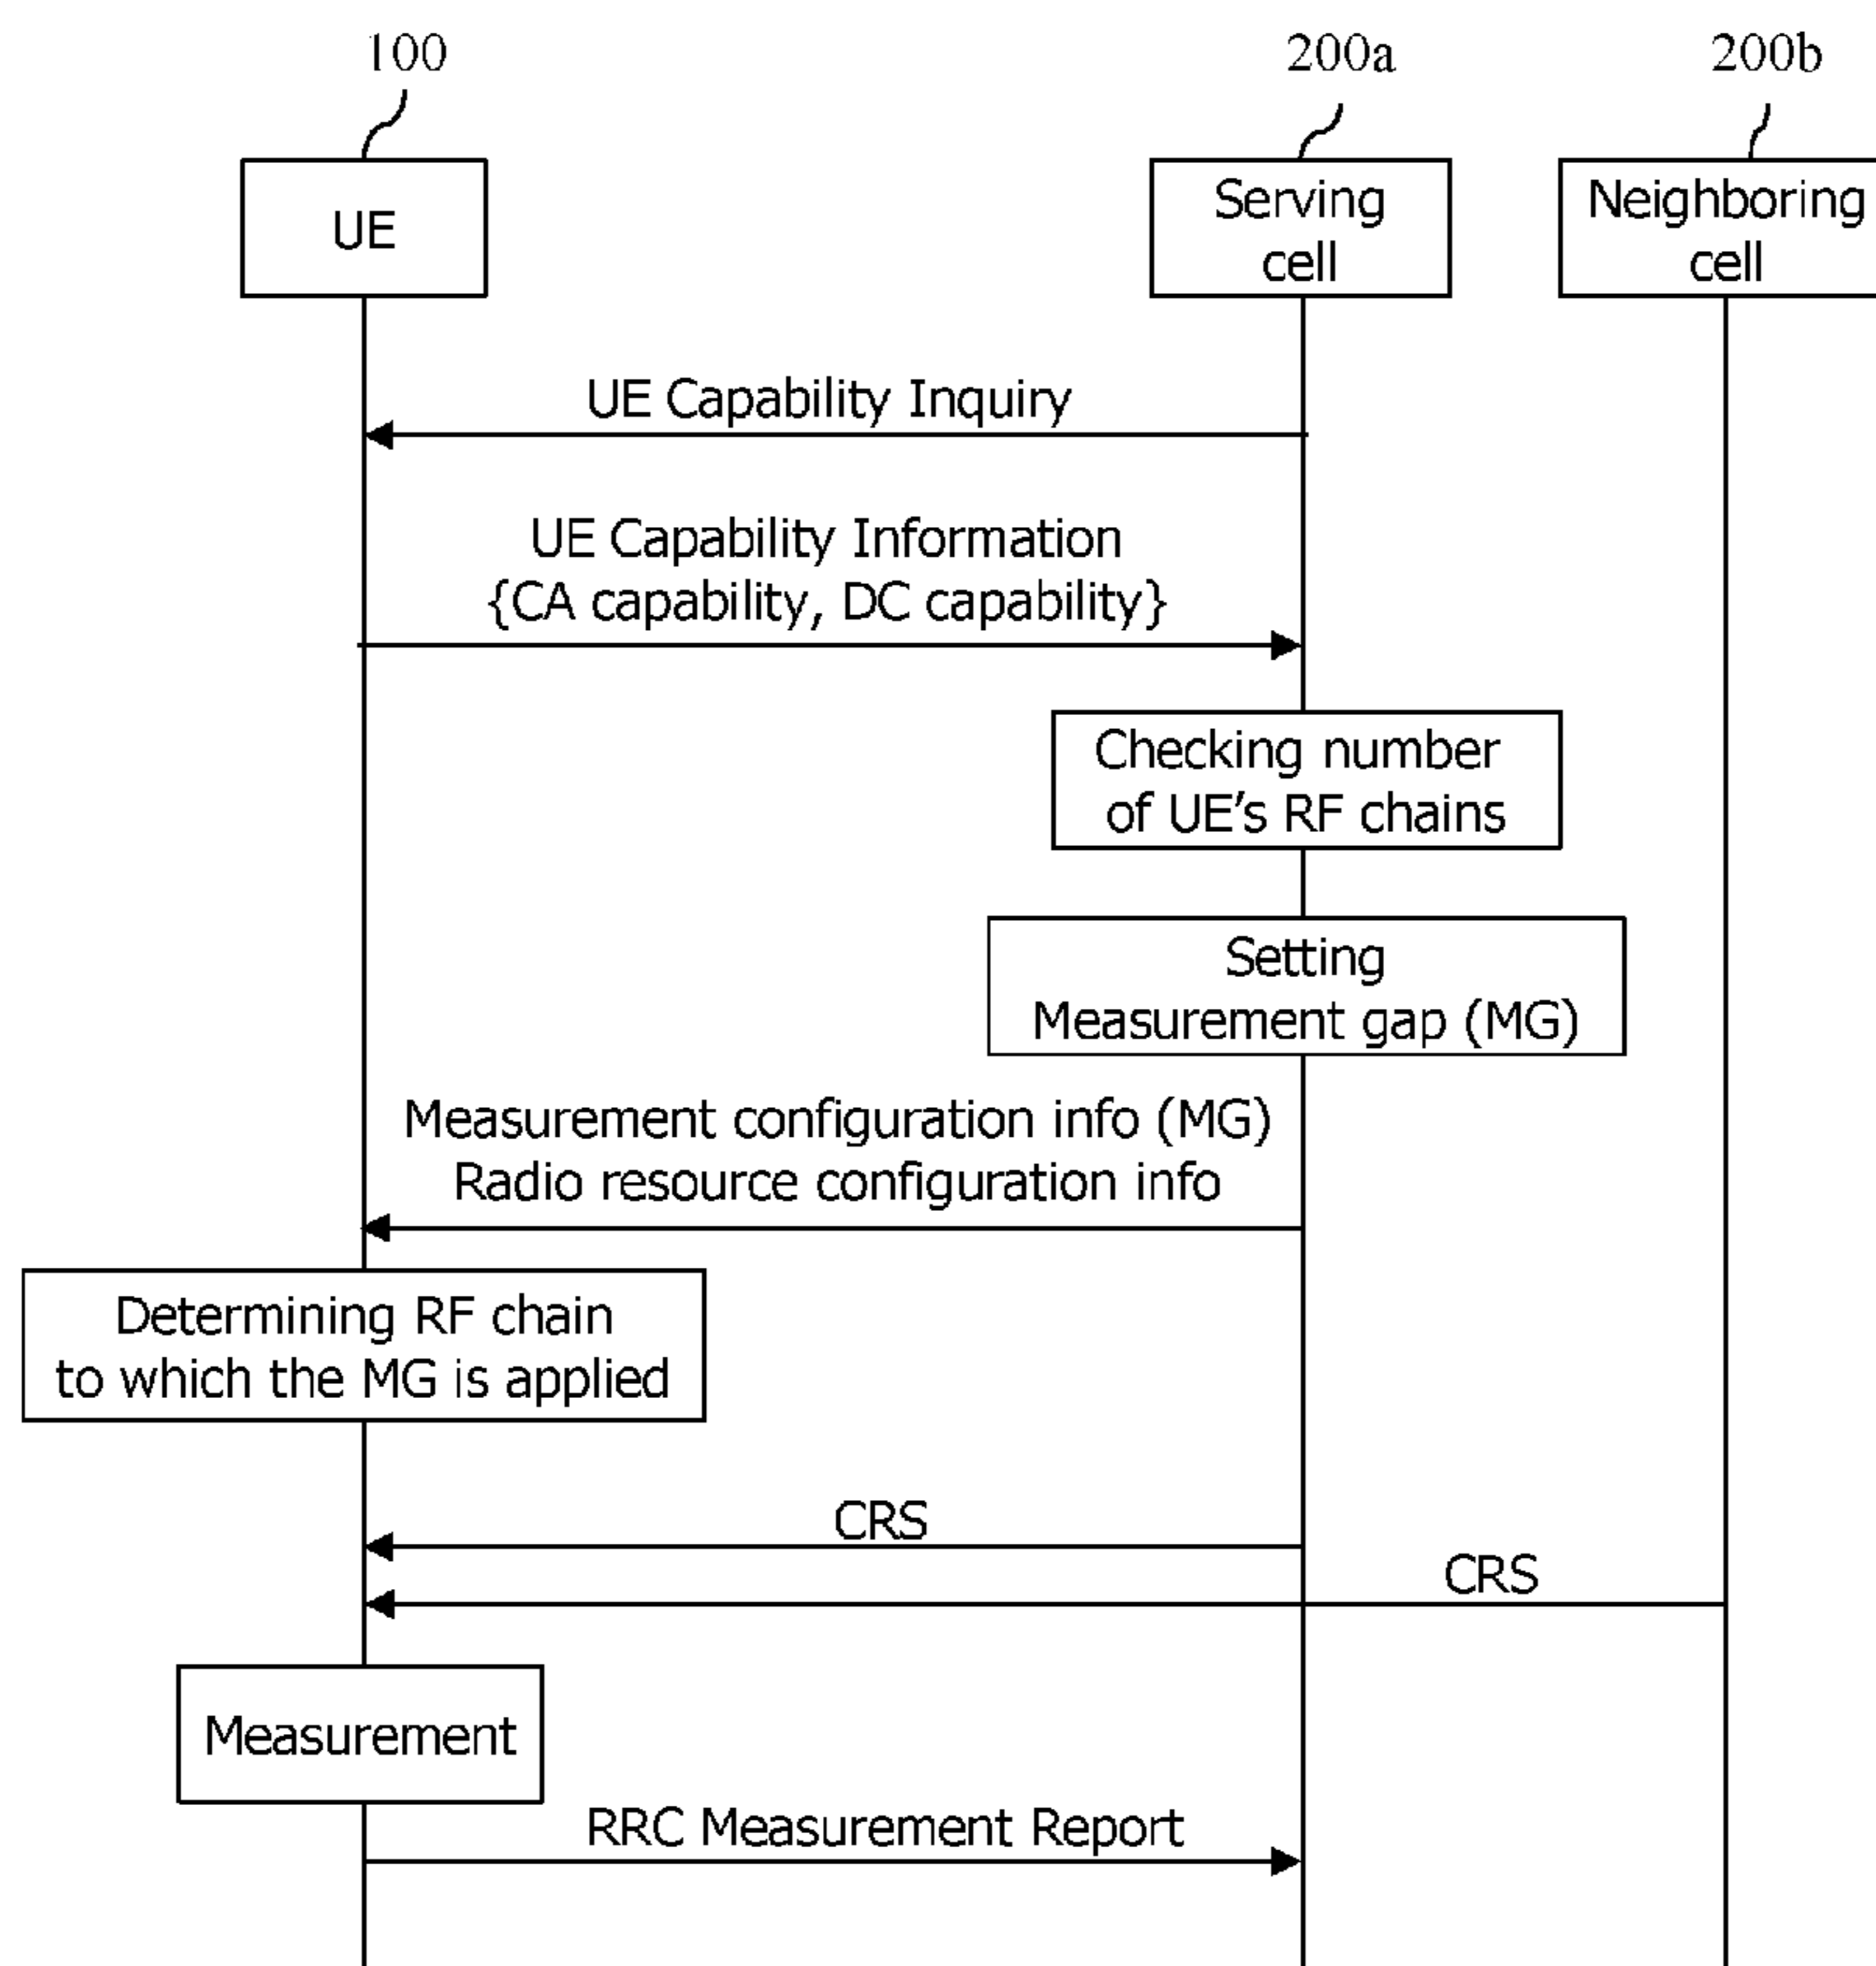 100
200a
200b
UE
Serving
cell
Neighboring
cell
UE Capability Inquiry
UE Capability Information
{CA capability, DC capability}
Checking number
of UE's RF chains
Setting
Measurement gap (MG)
Measurement configuration info (MG)
Radio resource configuration info
Determining RF chain
to which the MG is applied
CRS
CRS
Measurement
RRC Measurement Report